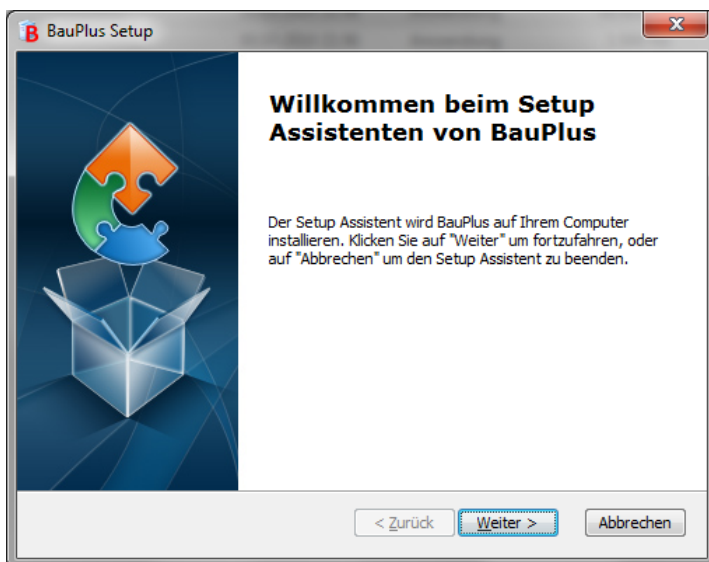 BauPlus Setup
Willkommen beim Setup
Assistenten von BauPlus
Der Setup Assistent wird BauPlus auf Ihrem Computer
installieren. Klicken Sie auf "Weiter" um fortzufahren, oder
auf "Abbrechen" um den Setup Assistent zu beenden.
< Zurück Weiter > Abbrechen